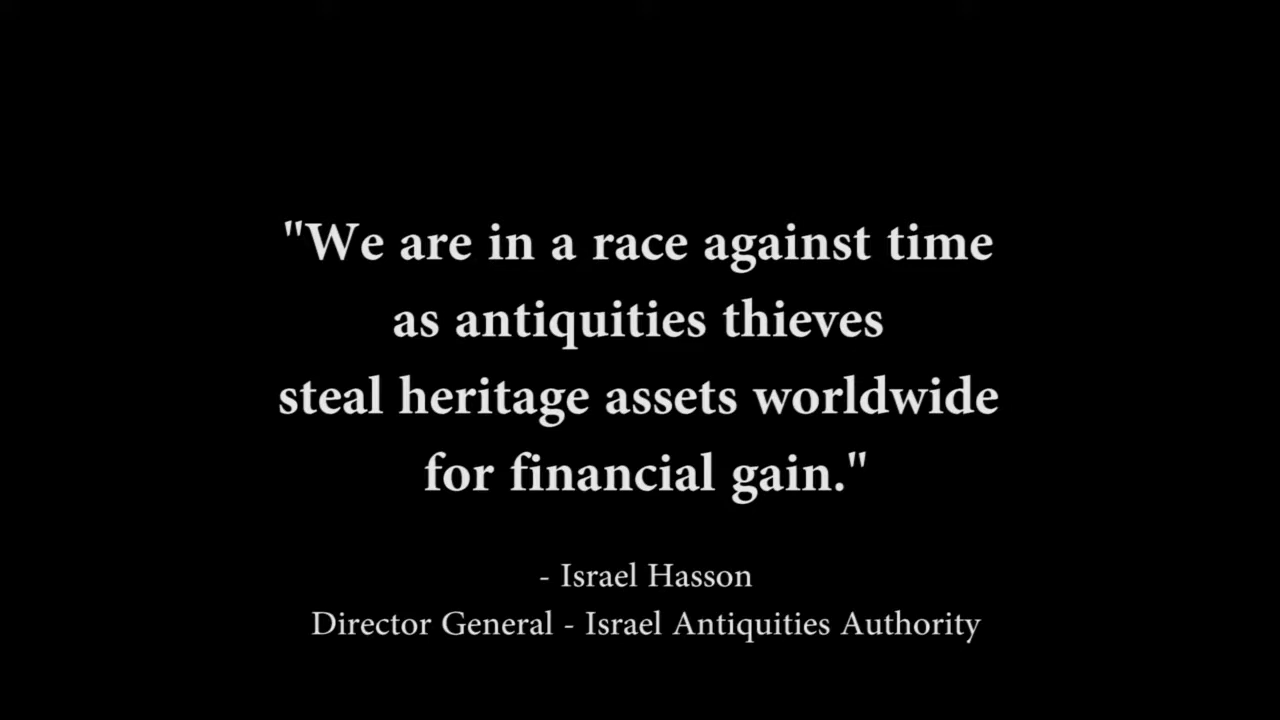 "We are in a race against time
as antiquities thieves
steal heritage assets worldwide
for financial gain."
- Israel Hasson
Director General - Israel Antiquities Authority